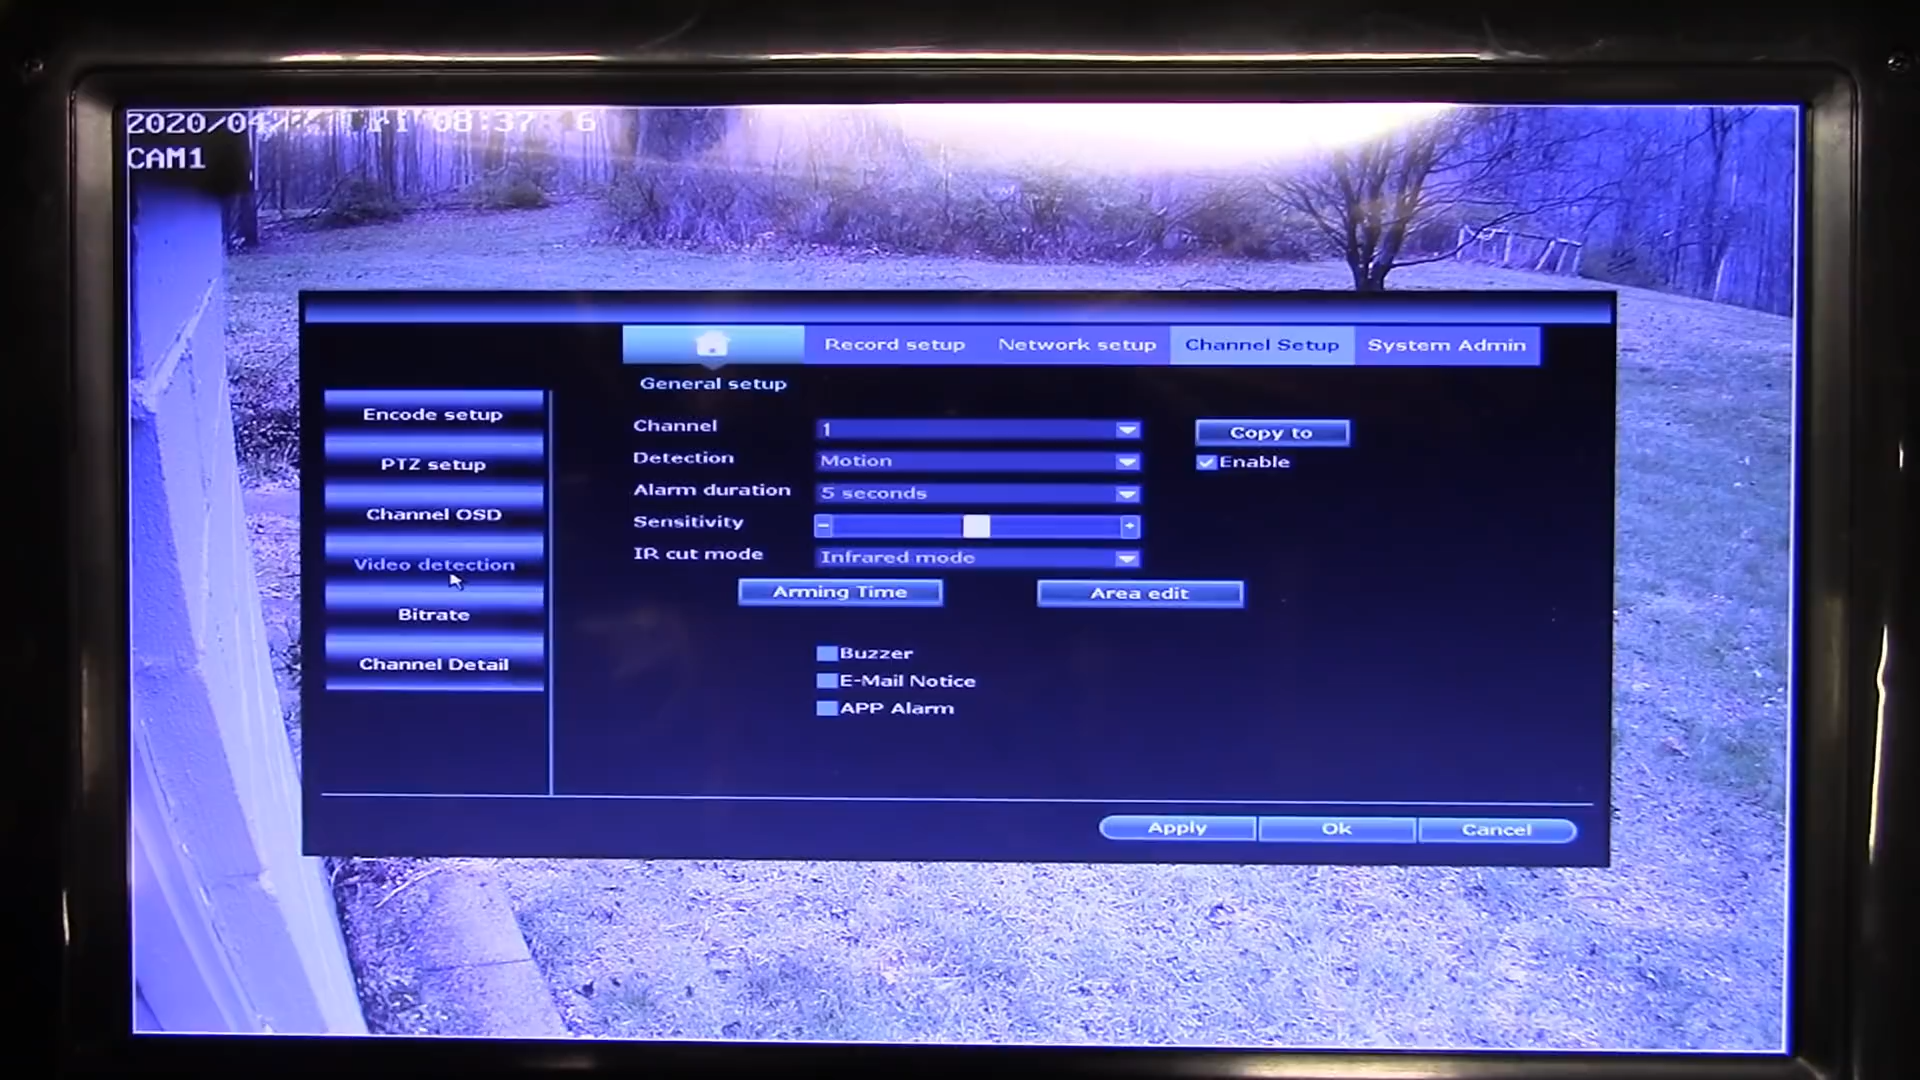 2020/04
08:37
CAM1
Record setup
Network setup
Channel Setup
System Admin
General setup
Encode setup
PTZ setup
Channel OSD
Video detection
Bitrate
Channel Detail
Channel
1
Copy to
Detection
Motion
Enable
Alarm duration
5 seconds
Sensitivity
- +
IR cut mode
Infrared mode
Arming Time
Area edit
Buzzer
E-Mail Notice
APP Alarm
Apply
Ok
Cancel